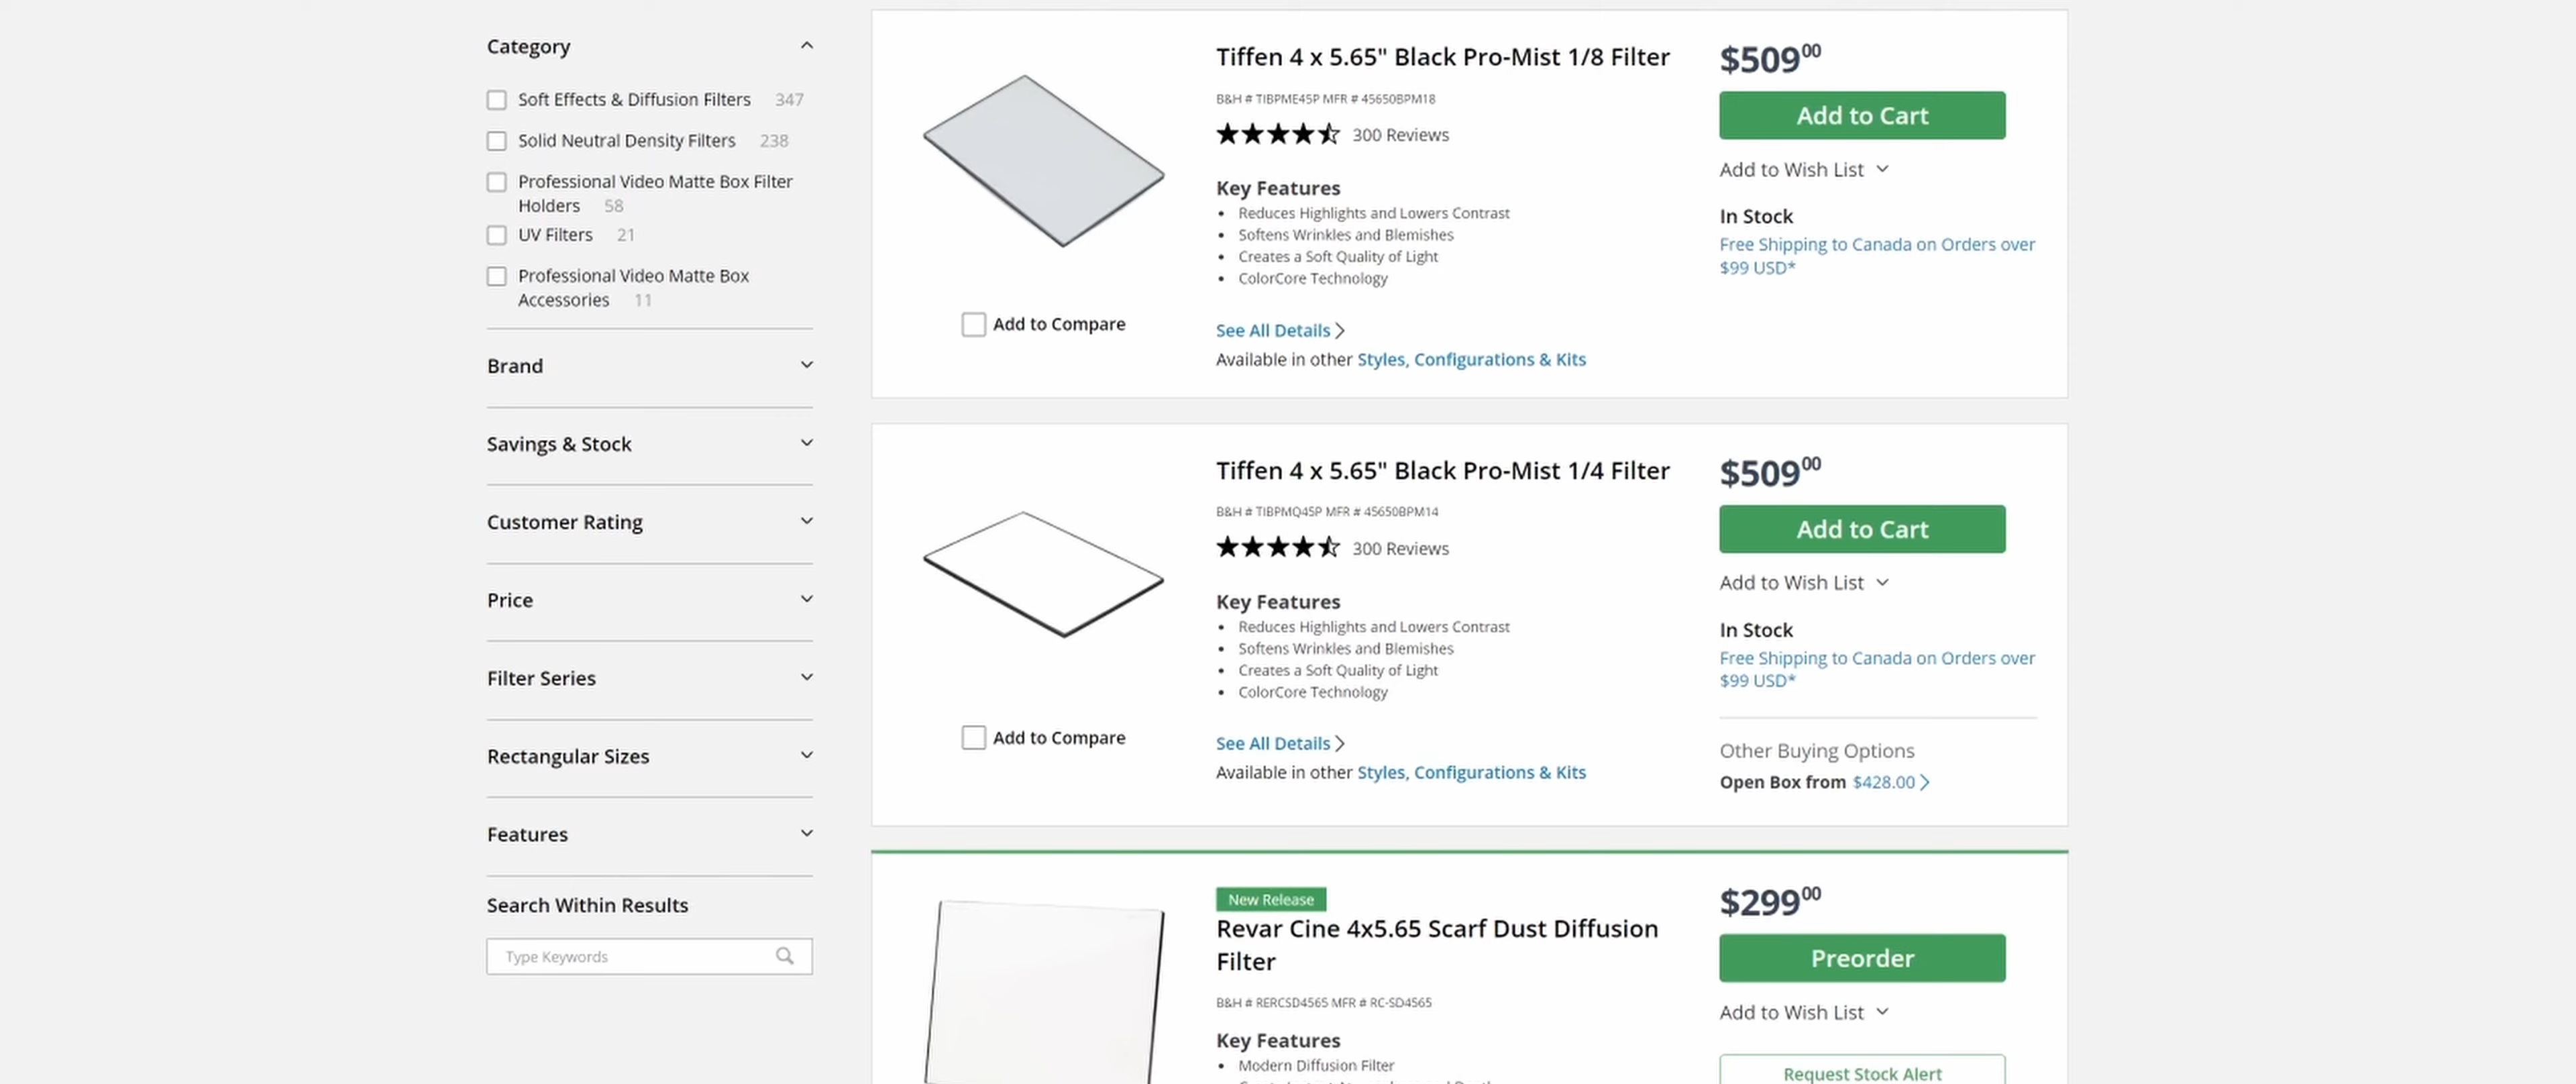 Category
Soft Effects & Diffusion Filters 347
Solid Neutral Density Filters 238
Professional Video Matte Box Filter
Holders 58
UV Filters 21
Professional Video Matte Box
Accessories 11
Brand
Savings & Stock
Customer Rating
Price
Filter Series
Rectangular Sizes
Features
Search Within Results
Type Keywords
Tiffen 4 x 5.65" Black Pro-Mist 1/8 Filter
B&H # TIBPME45P MFR # 45650BPM18
300 Reviews
Key Features
• Reduces Highlights and Lowers Contrast
• Softens Wrinkles and Blemishes
• Creates a Soft Quality of Light
• ColorCore Technology
Add to Compare
See All Details
Available in other Styles, Configurations & Kits
$509.00
Add to Cart
Add to Wish List
In Stock
Free Shipping to Canada on Orders over
$99 USD*
Tiffen 4 x 5.65" Black Pro-Mist 1/4 Filter
B&H # TIBPMQ45P MFR # 45650BPM14
300 Reviews
Key Features
• Reduces Highlights and Lowers Contrast
• Softens Wrinkles and Blemishes
• Creates a Soft Quality of Light
• ColorCore Technology
Add to Compare
See All Details
Available in other Styles, Configurations & Kits
$509 00
Add to Cart
Add to Wish List
In Stock
Free Shipping to Canada on Orders over
$99 USD*
Other Buying Options
Open Box from $428.00
New Release
Revar Cine 4x5.65 Scarf Dust Diffusion
Filter
B&H # RERCSD4565 MFR # RC-SD4565
Key Features
• Modern Diffusion Filter
$299 00
Preorder
Add to Wish List
Request Stock Alert